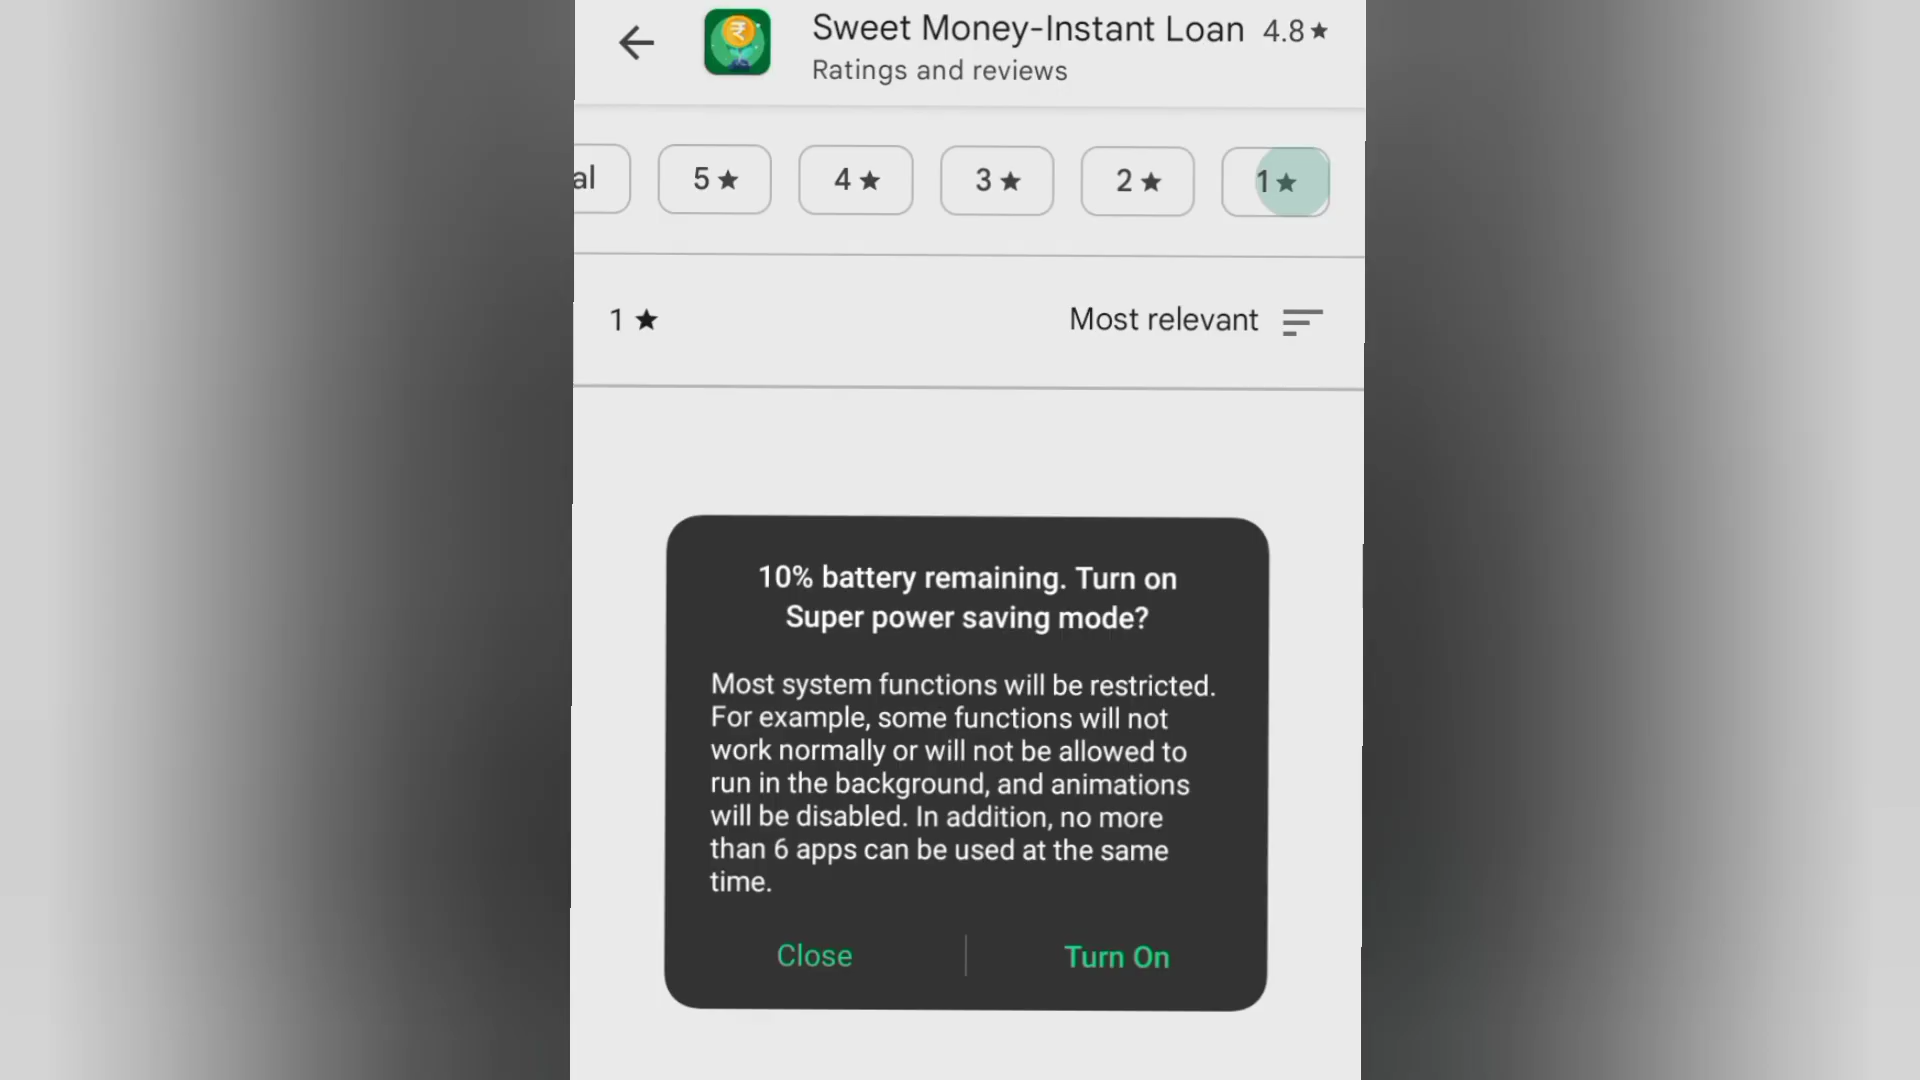 Sweet Money-Instant Loan 4.8★
Ratings and reviews
al
5★
4★
3★
2★
1★
1★
Most relevant
10% battery remaining. Turn on
Super power saving mode?
Most system functions will be restricted.
For example, some functions will not
work normally or will not be allowed to
run in the background, and animations
will be disabled. In addition, no more
than 6 apps can be used at the same
time.
Close
Turn On